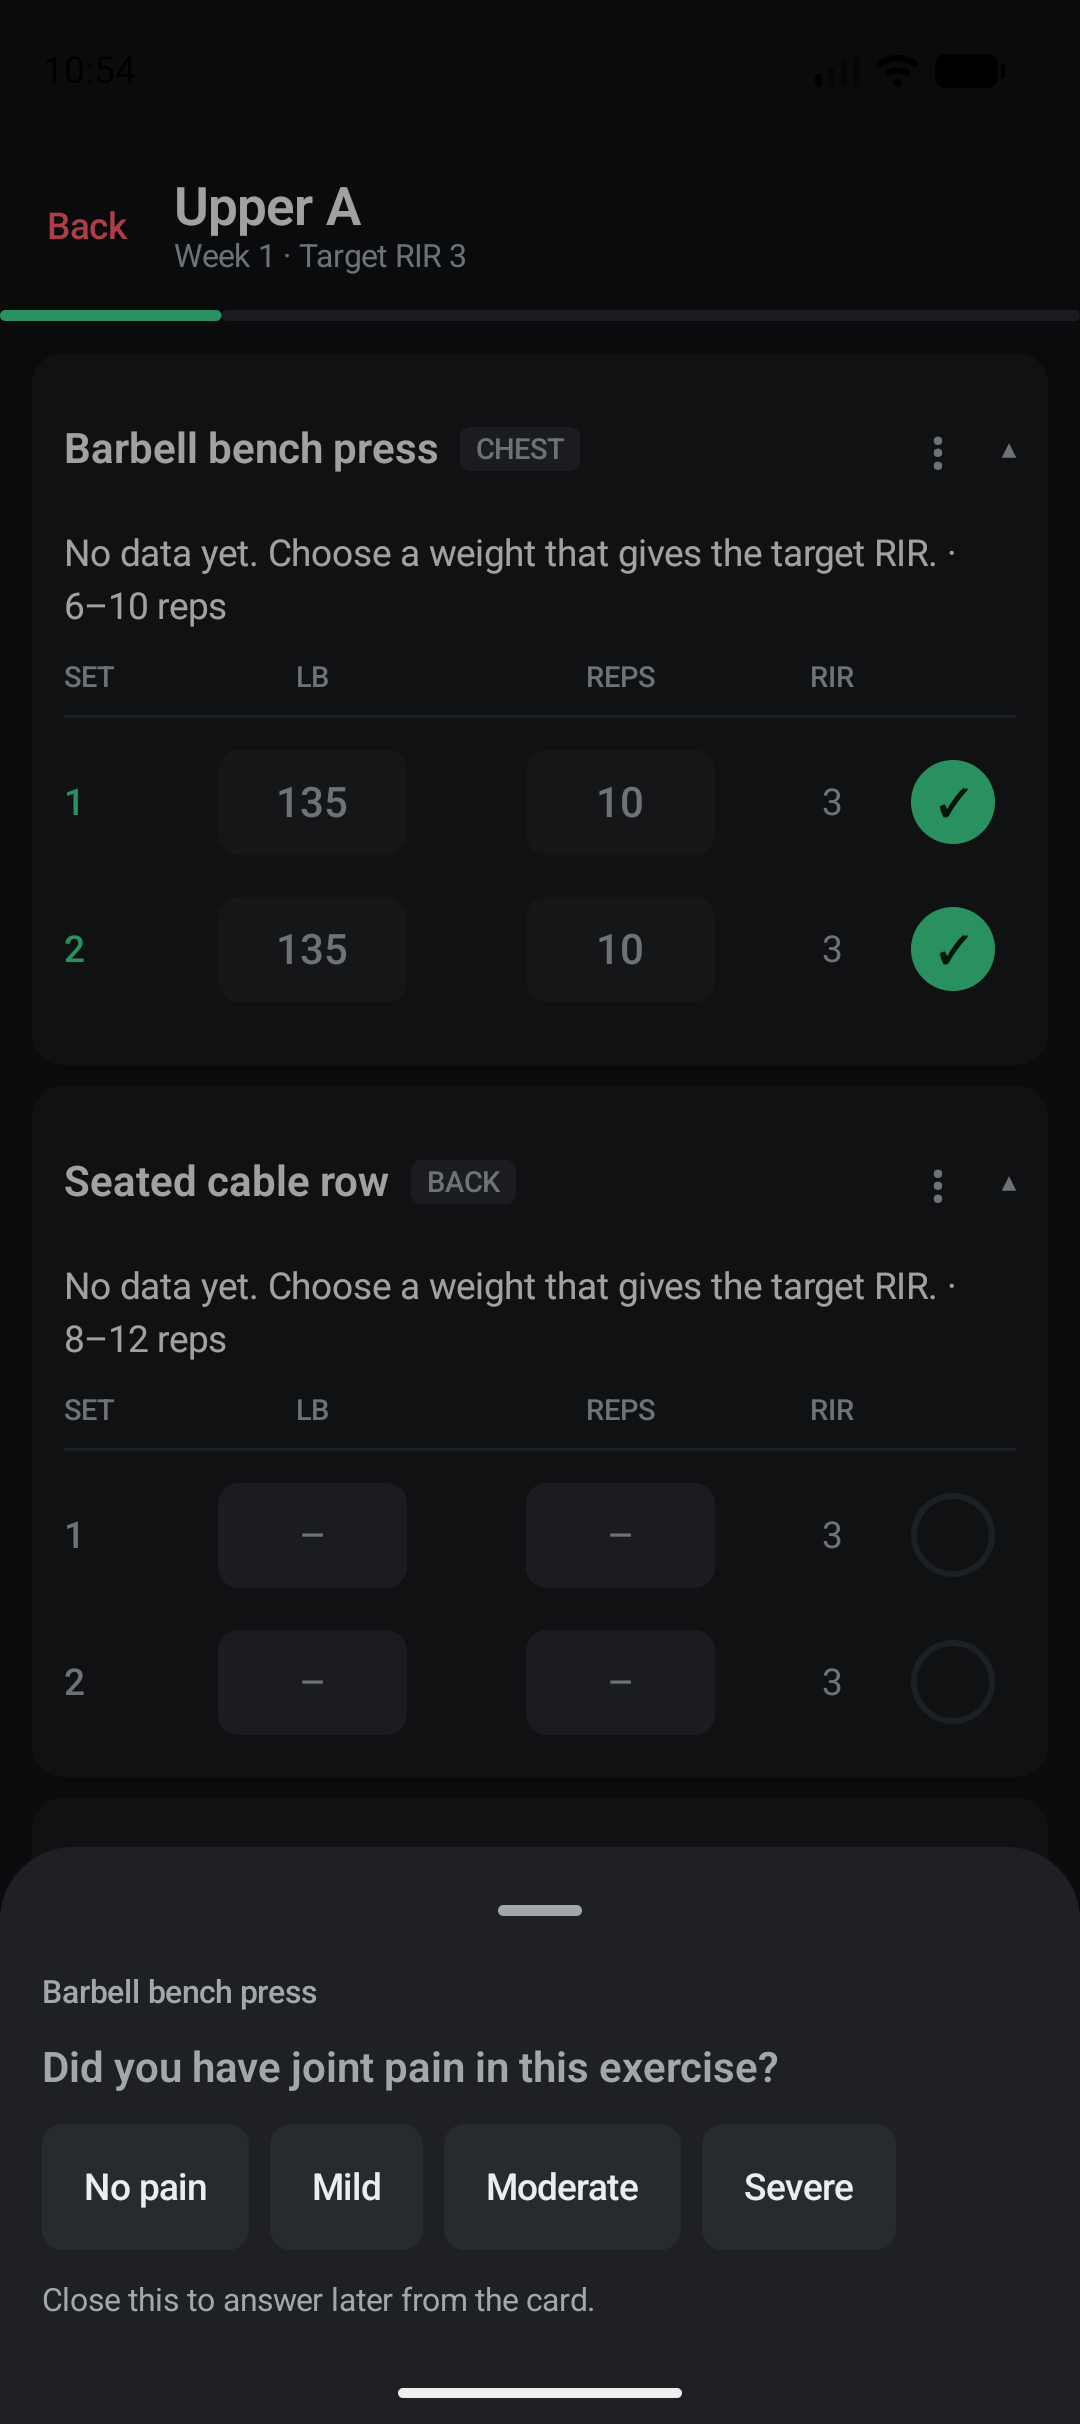 10:54
Back
Upper A
Week 1 · Target RIR 3
Barbell bench press CHEST
No data yet. Choose a weight that gives the target RIR. ·
6–10 reps
SET LB REPS RIR
1 135 10 3 ✓
2 135 10 3 ✓
Seated cable row BACK
No data yet. Choose a weight that gives the target RIR. ·
8–12 reps
SET LB REPS RIR
1 – – 3
2 – – 3
Barbell bench press
Did you have joint pain in this exercise?
No pain Mild Moderate Severe
Close this to answer later from the card.